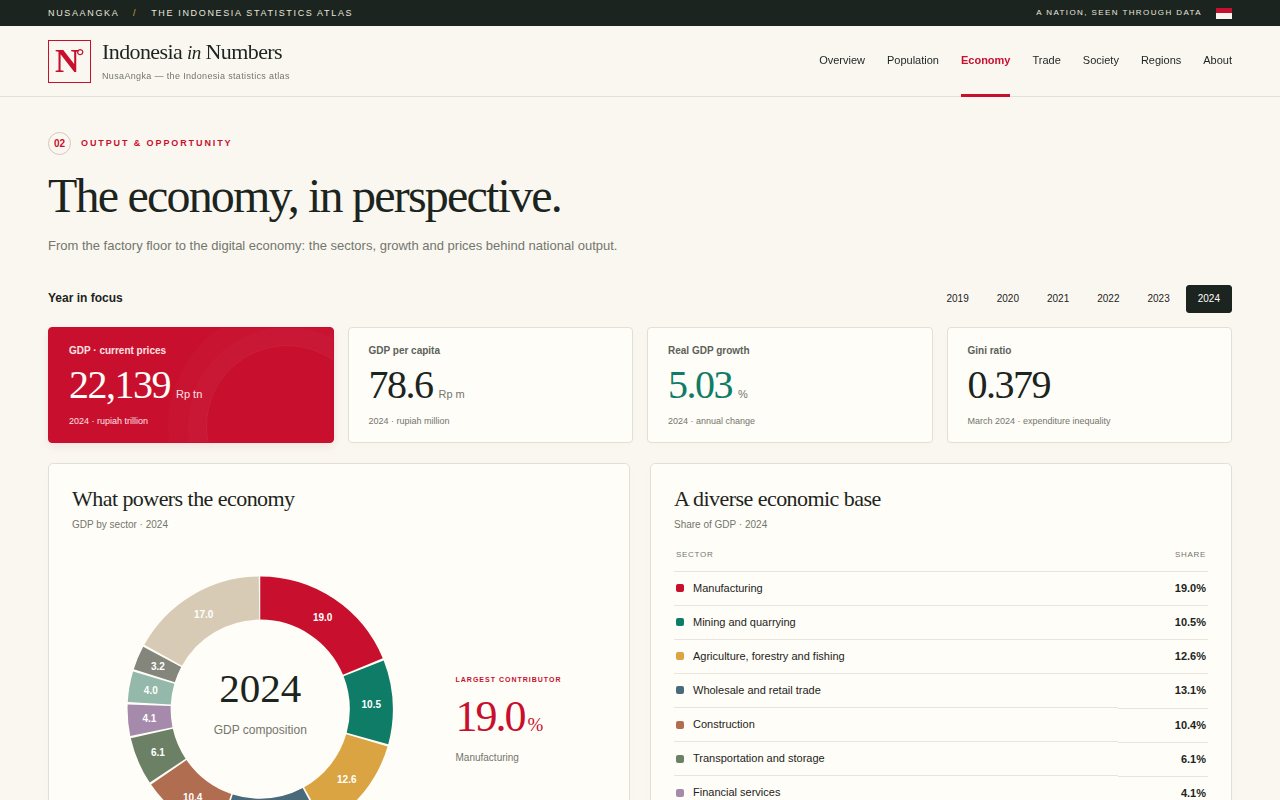 NUSAANGKA / THE INDONESIA STATISTICS ATLAS
A NATION, SEEN THROUGH DATA
N°
Indonesia in Numbers
NusaAngka — the Indonesia statistics atlas
Overview Population Economy Trade Society Regions About
02 OUTPUT & OPPORTUNITY
The economy, in perspective.
From the factory floor to the digital economy: the sectors, growth and prices behind national output.
Year in focus
2019 2020 2021 2022 2023 2024
GDP · current prices
22,139 Rp tn
2024 · rupiah trillion
GDP per capita
78.6 Rp m
2024 · rupiah million
Real GDP growth
5.03 %
2024 · annual change
Gini ratio
0.379
March 2024 · expenditure inequality
What powers the economy
GDP by sector · 2024
19.0
10.5
12.6
10.4
6.1
4.1
4.0
3.2
17.0
2024
GDP composition
LARGEST CONTRIBUTOR
19.0%
Manufacturing
A diverse economic base
Share of GDP · 2024
SECTOR SHARE
Manufacturing 19.0%
Mining and quarrying 10.5%
Agriculture, forestry and fishing 12.6%
Wholesale and retail trade 13.1%
Construction 10.4%
Transportation and storage 6.1%
Financial services 4.1%